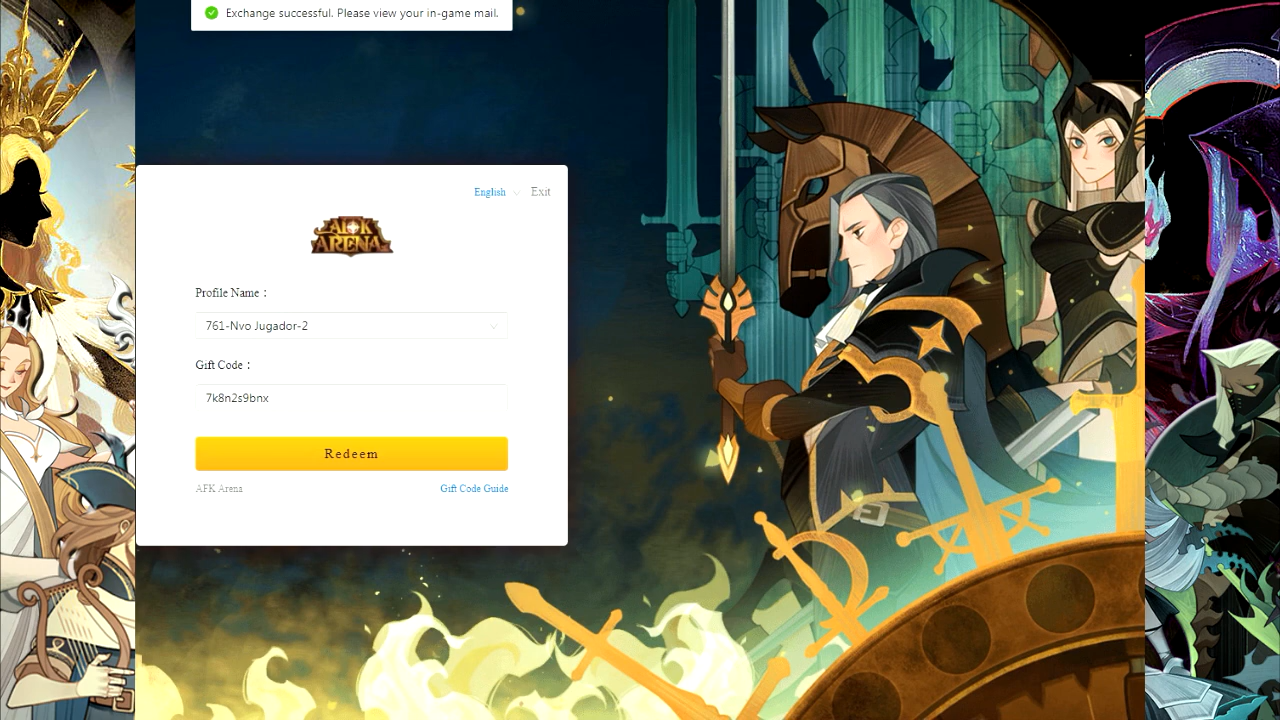 Exchange successful. Please view your in-game mail.
English
Exit
AFK
ARENA
Profile Name：
761-Nvo Jugador-2
Gift Code：
7k8n2s9bnx
Redeem
AFK Arena
Gift Code Guide